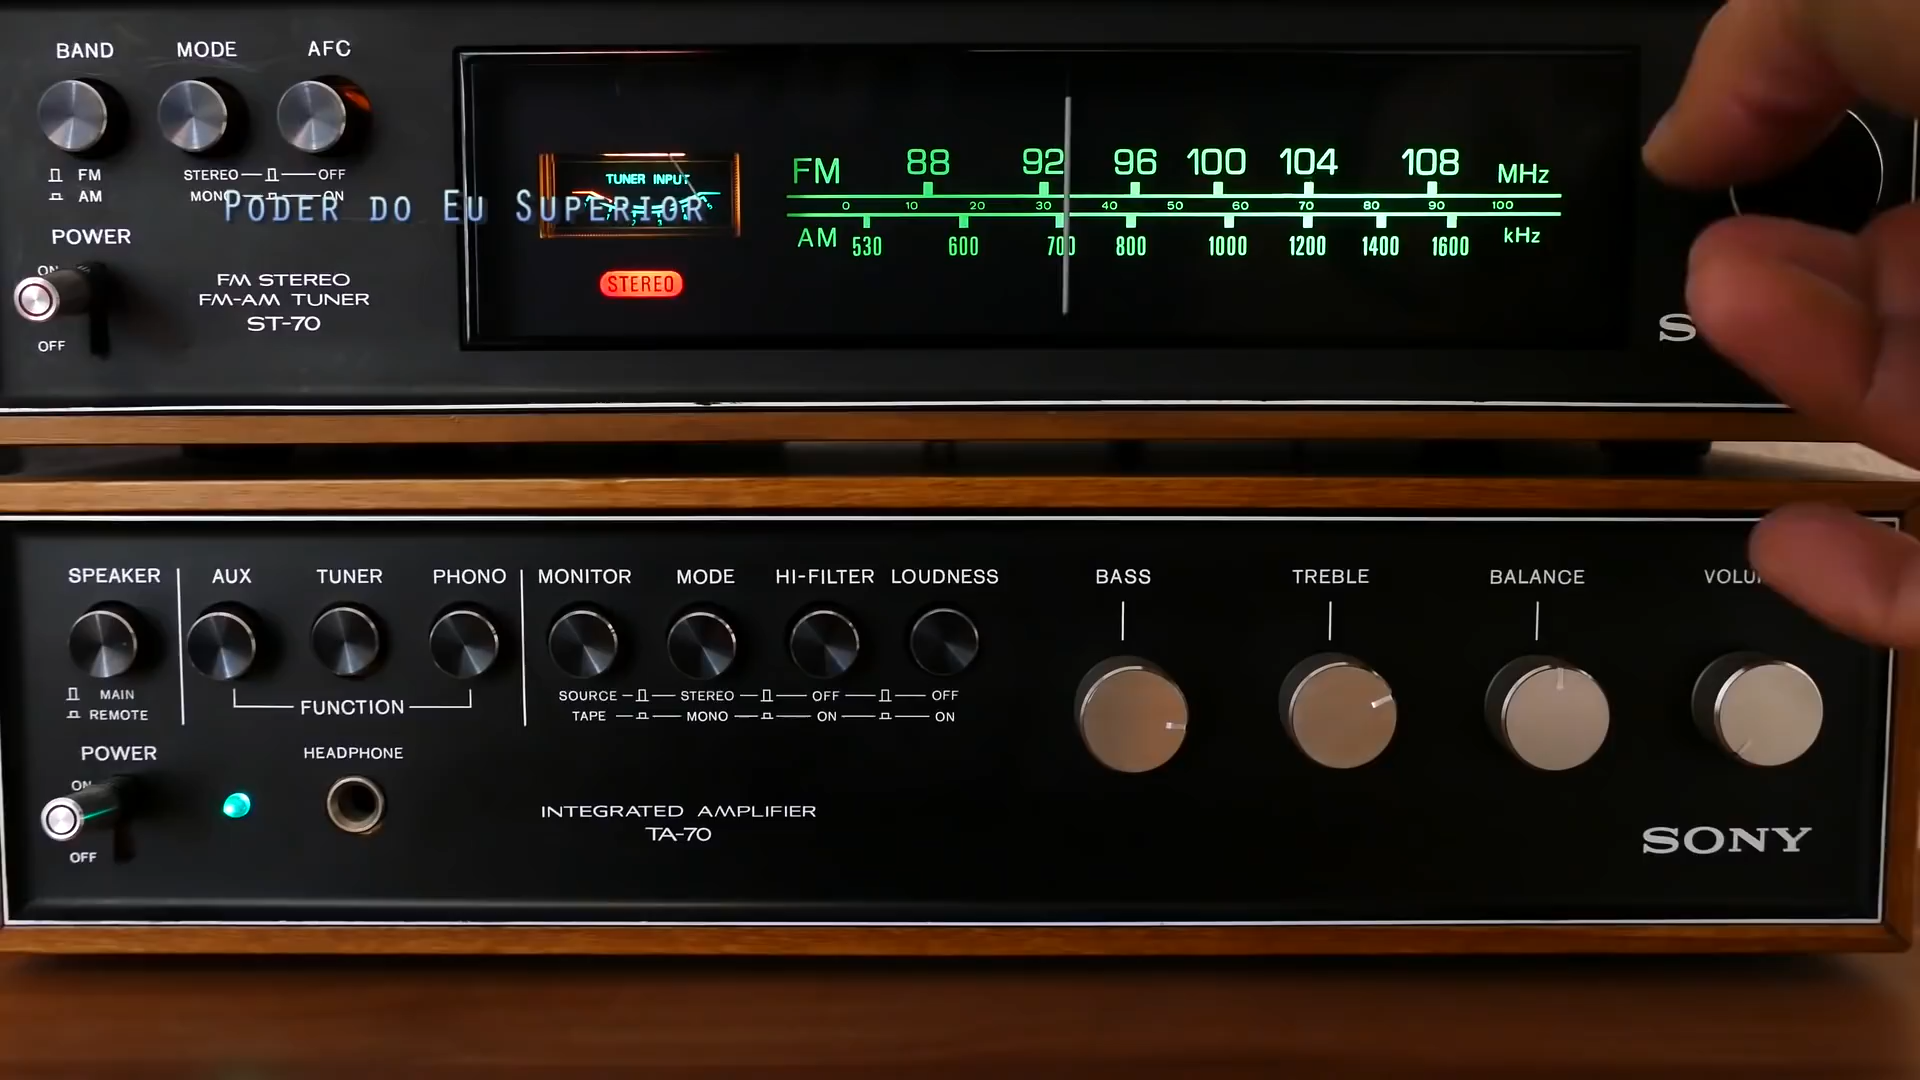 BAND MODE AFC
FM STEREO OFF
AM MONO ON
Poder do Eu Superior
POWER
ON
OFF
FM STEREO
FM-AM TUNER
ST-70
TUNER INPUT
STEREO
FM 88 92 96 100 104 108 MHz
0 10 20 30 40 50 60 70 80 90 100
AM 530 600 700 800 1000 1200 1400 1600 kHz
SPEAKER AUX TUNER PHONO MONITOR MODE HI-FILTER LOUDNESS BASS TREBLE BALANCE
MAIN SOURCE STEREO OFF OFF
REMOTE FUNCTION TAPE MONO ON ON
POWER
ON
OFF
HEADPHONE
INTEGRATED AMPLIFIER
TA-70
SONY